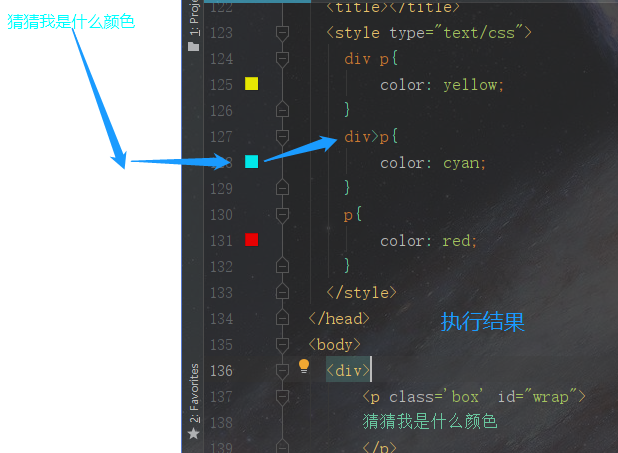 猜猜我是什么颜色
1: Proje
122 <title></title>
123 <style type="text/css">
124 div p{
125 color: yellow;
126 }
127 div>p{
128 color: cyan;
129 }
130 p{
131 color: red;
132 }
133 </style>
134 </head>
执行结果
135 <body>
136 <div>
137 <p class='box' id="wrap">
138 猜猜我是什么颜色
139 </p>
2: Favorites